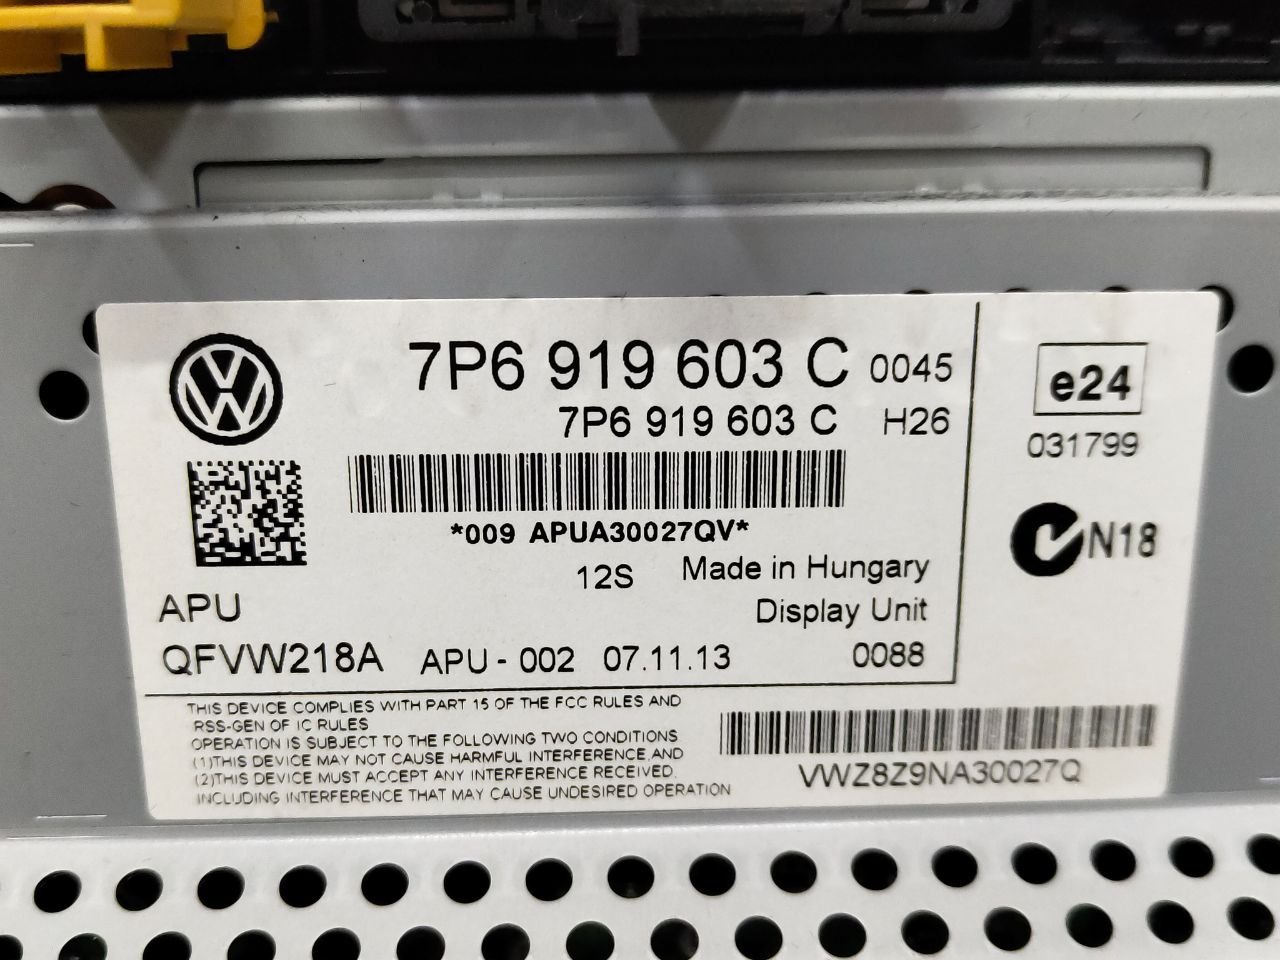 7P6 919 603 C 0045
7P6 919 603 C H26
*009 APUA30027QV*
12S Made in Hungary
APU Display Unit
QFVW218A APU - 002 07.11.13 0088
e24
031799
N18
THIS DEVICE COMPLIES WITH PART 15 OF THE FCC RULES AND
RSS-GEN OF IC RULES
OPERATION IS SUBJECT TO THE FOLLOWING TWO CONDITIONS
(1)THIS DEVICE MAY NOT CAUSE HARMFUL INTERFERENCE,AND
(2)THIS DEVICE MUST ACCEPT ANY INTERFERENCE RECEIVED,
INCLUDING INTERFERENCE THAT MAY CAUSE UNDESIRED OPERATION
VWZ8Z9NA30027Q